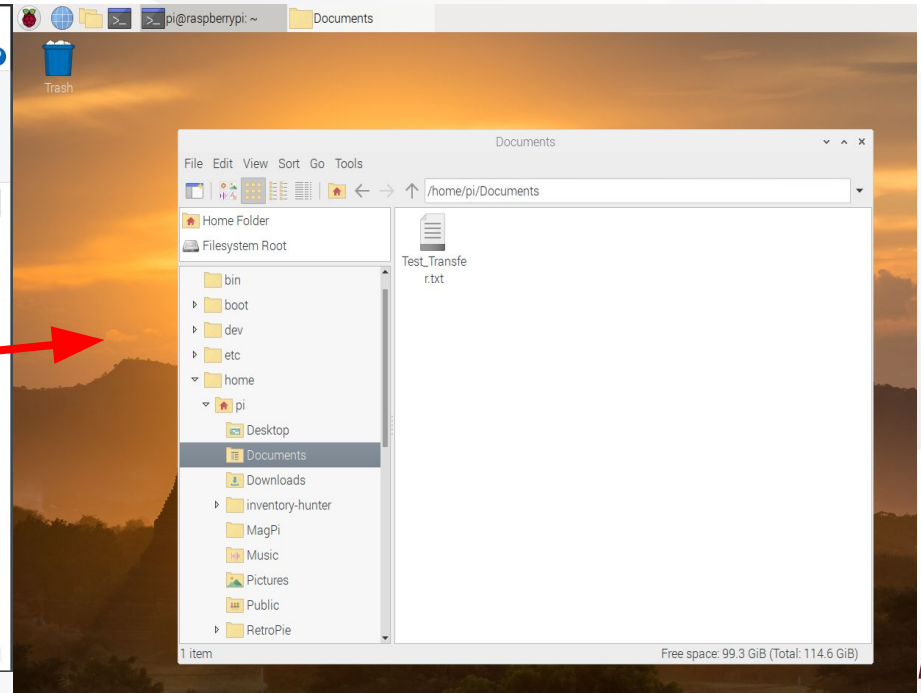 pi@raspberrypi: ~ Documents
Trash
Documents
File Edit View Sort Go Tools
/home/pi/Documents
Home Folder
Filesystem Root
bin
boot
dev
etc
home
pi
Desktop
Documents
Downloads
inventory-hunter
MagPi
Music
Pictures
Public
RetroPie
Test_Transfe
r.txt
1 item Free space: 99.3 GiB (Total: 114.6 GiB)